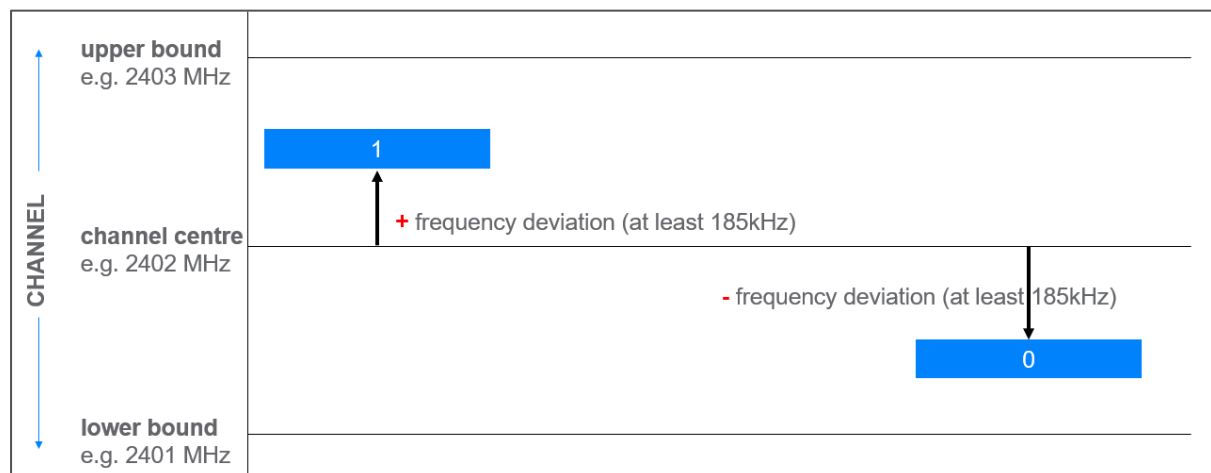 CHANNEL
upper bound
e.g. 2403 MHz
1
+ frequency deviation (at least 185kHz)
channel centre
e.g. 2402 MHz
- frequency deviation (at least 185kHz)
0
lower bound
e.g. 2401 MHz